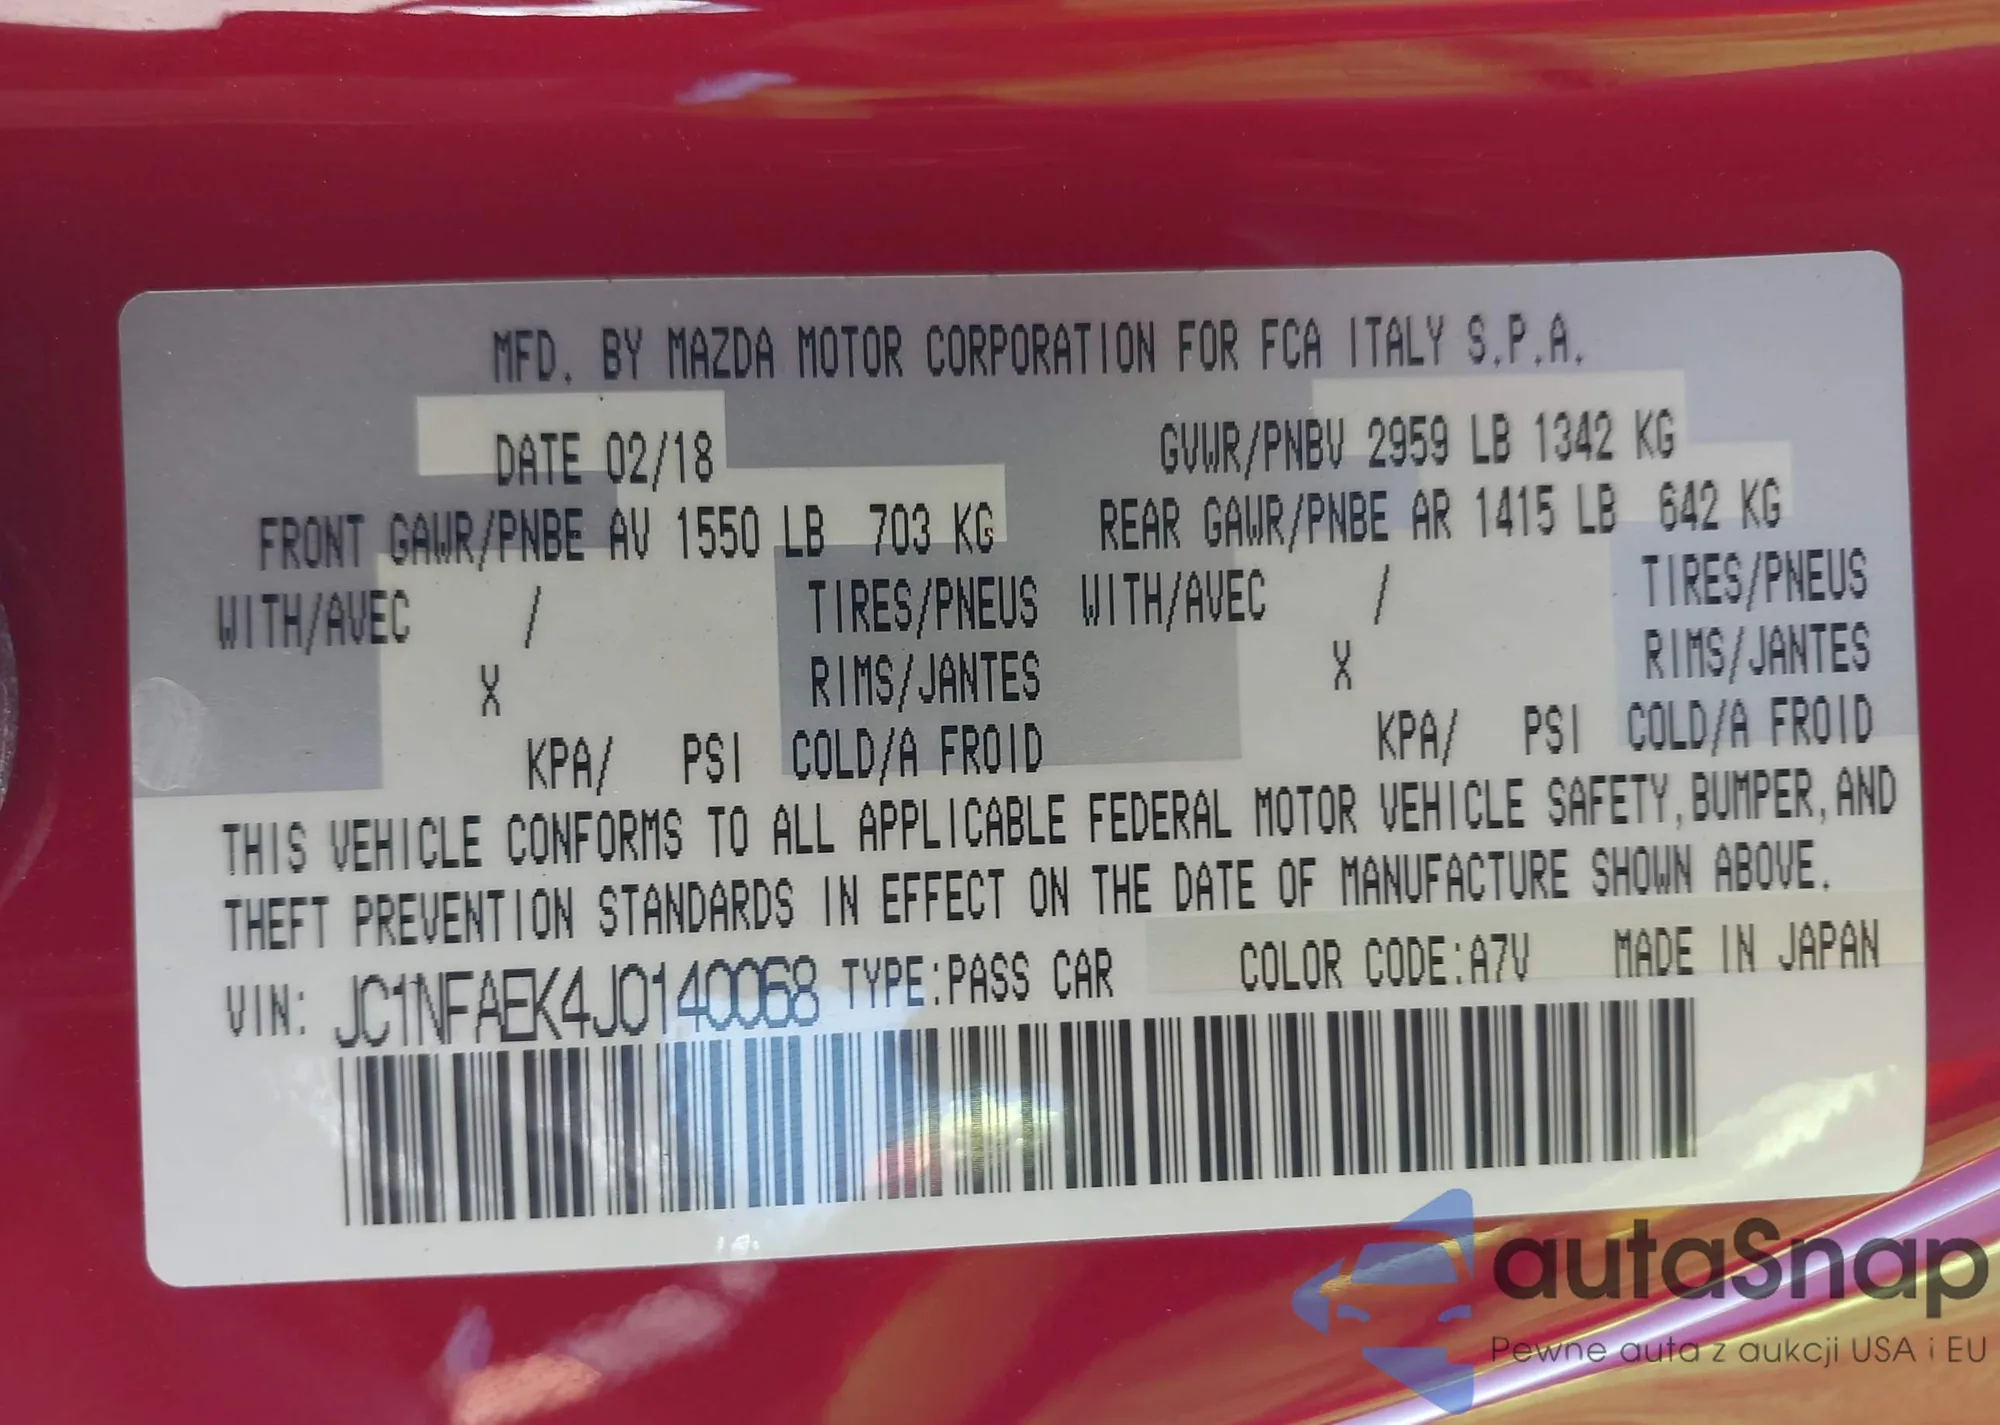 MFD. BY MAZDA MOTOR CORPORATION FOR FCA ITALY S.P.A.
DATE 02/18 GVWR/PNBV 2959 LB 1342 KG
FRONT GAWR/PNBE AV 1550 LB 703 KG REAR GAWR/PNBE AR 1415 LB 642 KG
WITH/AVEC / TIRES/PNEUS WITH/AVEC / TIRES/PNEUS
X RIMS/JANTES X RIMS/JANTES
KPA/ PSI COLD/A FROID KPA/ PSI COLD/A FROID
THIS VEHICLE CONFORMS TO ALL APPLICABLE FEDERAL MOTOR VEHICLE SAFETY, BUMPER, AND
THEFT PREVENTION STANDARDS IN EFFECT ON THE DATE OF MANUFACTURE SHOWN ABOVE.
VIN: JC1NFAEK4J0140068 TYPE:PASS CAR COLOR CODE:A7V MADE IN JAPAN
autaSnap
Pewne auta z aukcji USA i EU